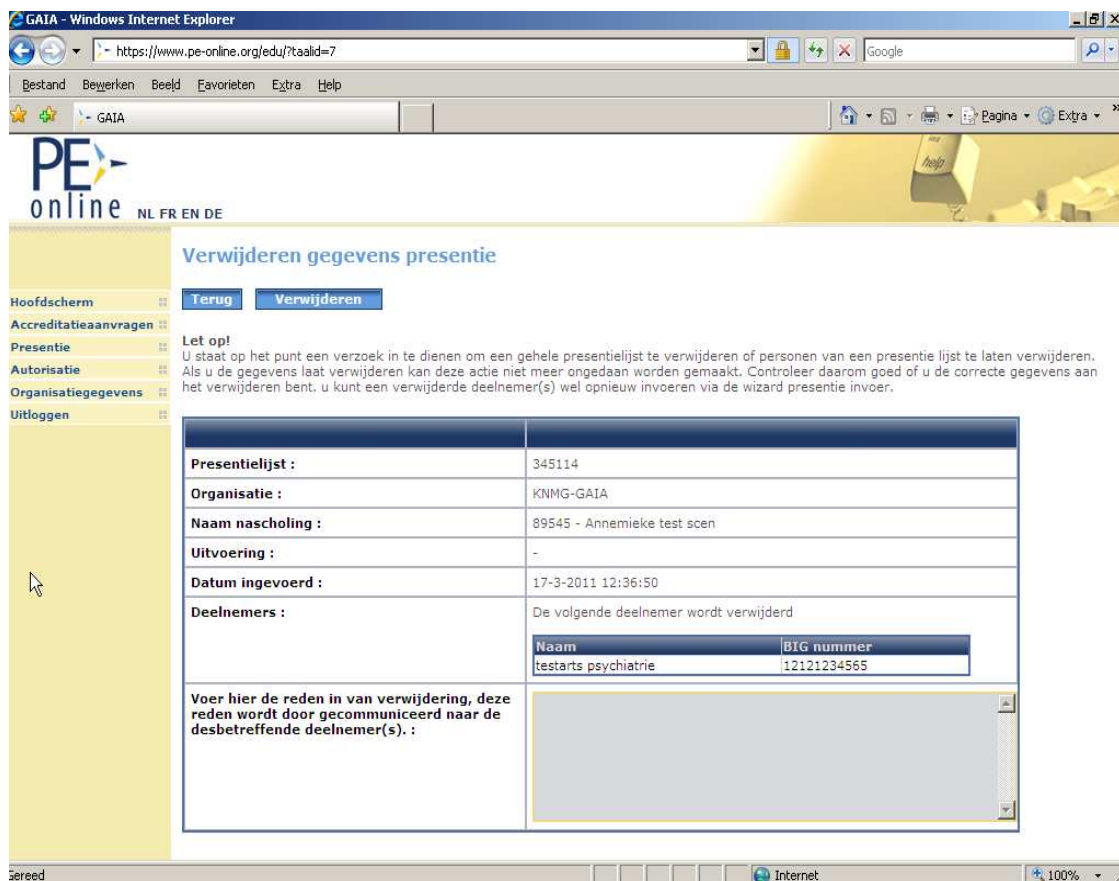 GAIA - Windows Internet Explorer
https://www.pe-online.org/edu/?taalid=7
Google
Bestand Bewerken Beeld Favorieten Extra Help
GAIA
Pagina Extra
help
PE
online NL FR EN DE
Verwijderen gegevens presentie
Terug Verwijderen
Hoofdscherm
Accreditatieaanvragen
Presentie
Autorisatie
Organisatiegegevens
Uitloggen
Let op!
U staat op het punt een verzoek in te dienen om een gehele presentielijst te verwijderen of personen van een presentie lijst te laten verwijderen.
Als u de gegevens laat verwijderen kan deze actie niet meer ongedaan worden gemaakt. Controleer daarom goed of u de correcte gegevens aan
het verwijderen bent. u kunt een verwijderde deelnemer(s) wel opnieuw invoeren via de wizard presentie invoer.
Presentielijst : 345114
Organisatie : KNMG-GAIA
Naam nascholing : 89545 - Annemieke test scen
Uitvoering : -
Datum ingevoerd : 17-3-2011 12:36:50
Deelnemers : De volgende deelnemer wordt verwijderd
Naam BIG nummer
testarts psychiatrie 12121234565
Voer hier de reden in van verwijdering, deze
reden wordt door gecommuniceerd naar de
desbetreffende deelnemer(s). :
Gereed Internet 100%